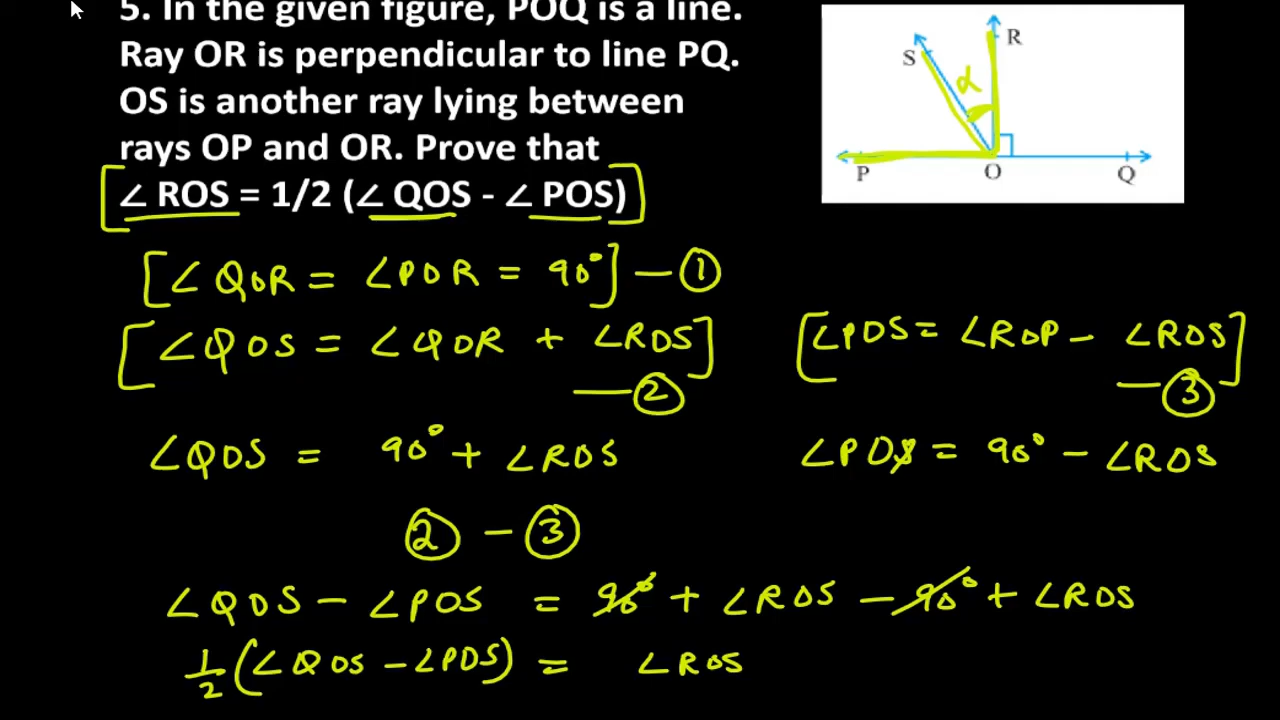 5. In the given figure, POQ is a line.
Ray OR is perpendicular to line PQ.
OS is another ray lying between
rays OP and OR. Prove that
∠ ROS = 1/2 (∠ QOS - ∠ POS)
R
S
α
P
O
Q
[∠QOR = ∠POR = 90°] — ①
[∠QOS = ∠QOR + ∠ROS] — ②
[∠POS = ∠ROP - ∠ROS] — ③
∠QOS = 90° + ∠ROS
∠POS = 90° - ∠ROS
② - ③
∠QOS - ∠POS = 90° + ∠ROS - 90° + ∠ROS
1/2 (∠QOS - ∠POS) = ∠ROS